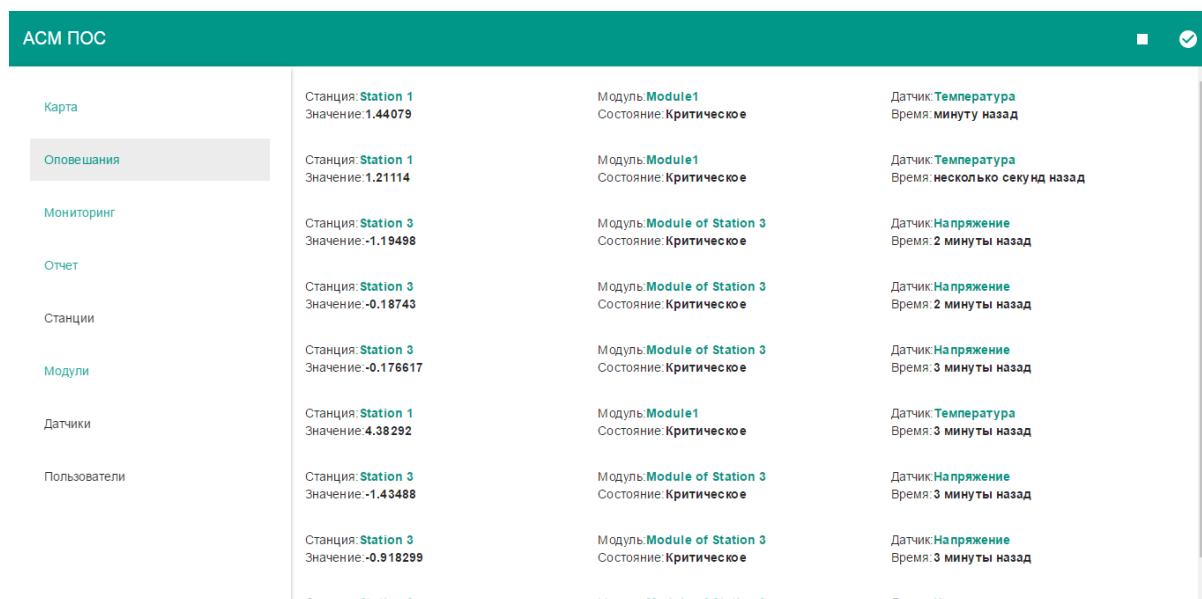 АСМ ПОС
Карта
Оповешания
Мониторинг
Отчет
Станции
Модули
Датчики
Пользователи
Станция:Station 1 Модуль:Module1 Датчик:Температура
Значение:1.44079 Состояние:Критическое Время:минуту назад
Станция:Station 1 Модуль:Module1 Датчик:Температура
Значение:1.21114 Состояние:Критическое Время:несколько секунд назад
Станция:Station 3 Модуль:Module of Station 3 Датчик:Напряжение
Значение:-1.19498 Состояние:Критическое Время:2 минуты назад
Станция:Station 3 Модуль:Module of Station 3 Датчик:Напряжение
Значение:-0.18743 Состояние:Критическое Время:2 минуты назад
Станция:Station 3 Модуль:Module of Station 3 Датчик:Напряжение
Значение:-0.176617 Состояние:Критическое Время:3 минуты назад
Станция:Station 1 Модуль:Module1 Датчик:Температура
Значение:4.38292 Состояние:Критическое Время:3 минуты назад
Станция:Station 3 Модуль:Module of Station 3 Датчик:Напряжение
Значение:-1.43488 Состояние:Критическое Время:3 минуты назад
Станция:Station 3 Модуль:Module of Station 3 Датчик:Напряжение
Значение:-0.918299 Состояние:Критическое Время:3 минуты назад